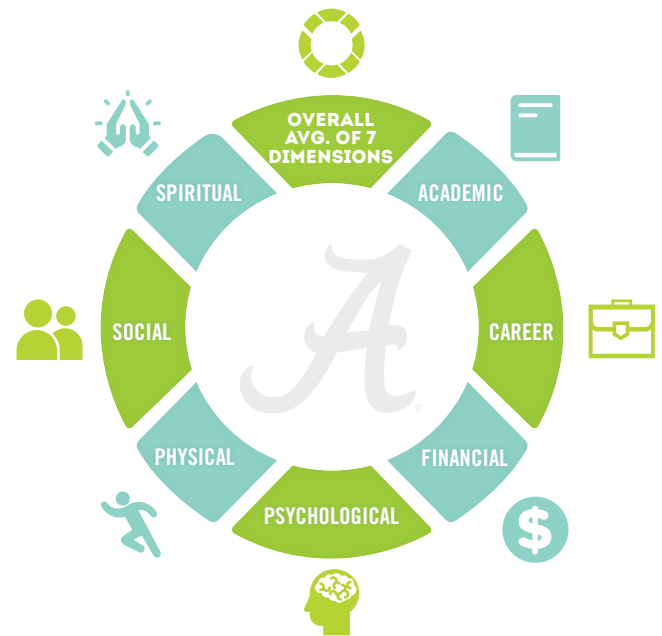 OVERALL
AVG. OF 7
DIMENSIONS
ACADEMIC
CAREER
FINANCIAL
PSYCHOLOGICAL
PHYSICAL
SOCIAL
SPIRITUAL
A
®
$